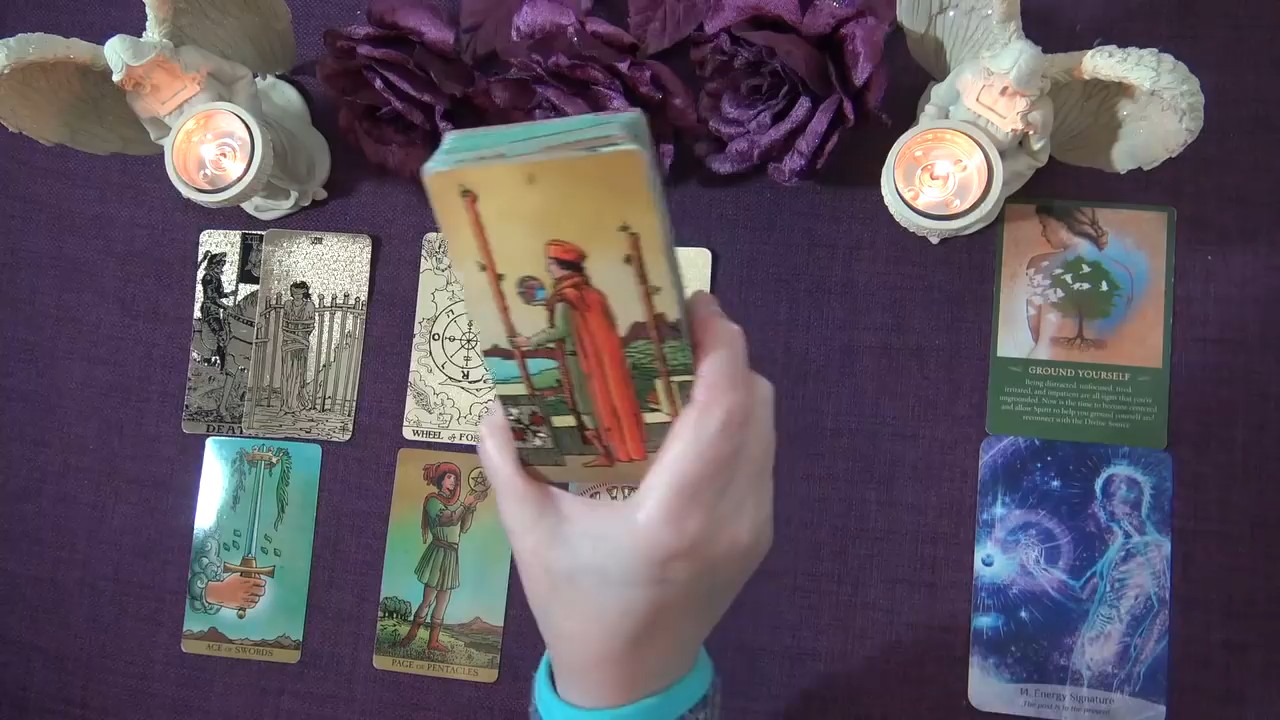 XIII
VIII
DEAT
WHEEL of FOR
ACE OF SWORDS
PAGE OF PENTACLES
GROUND YOURSELF
Being distracted, unfocused, tired,
irritated, and impatient are all signs that you're
ungrounded. Now is the time to become centered
and allow Spirit to help you ground yourself and
reconnect with the Divine Source
14. Energy Signature
The past is in the present